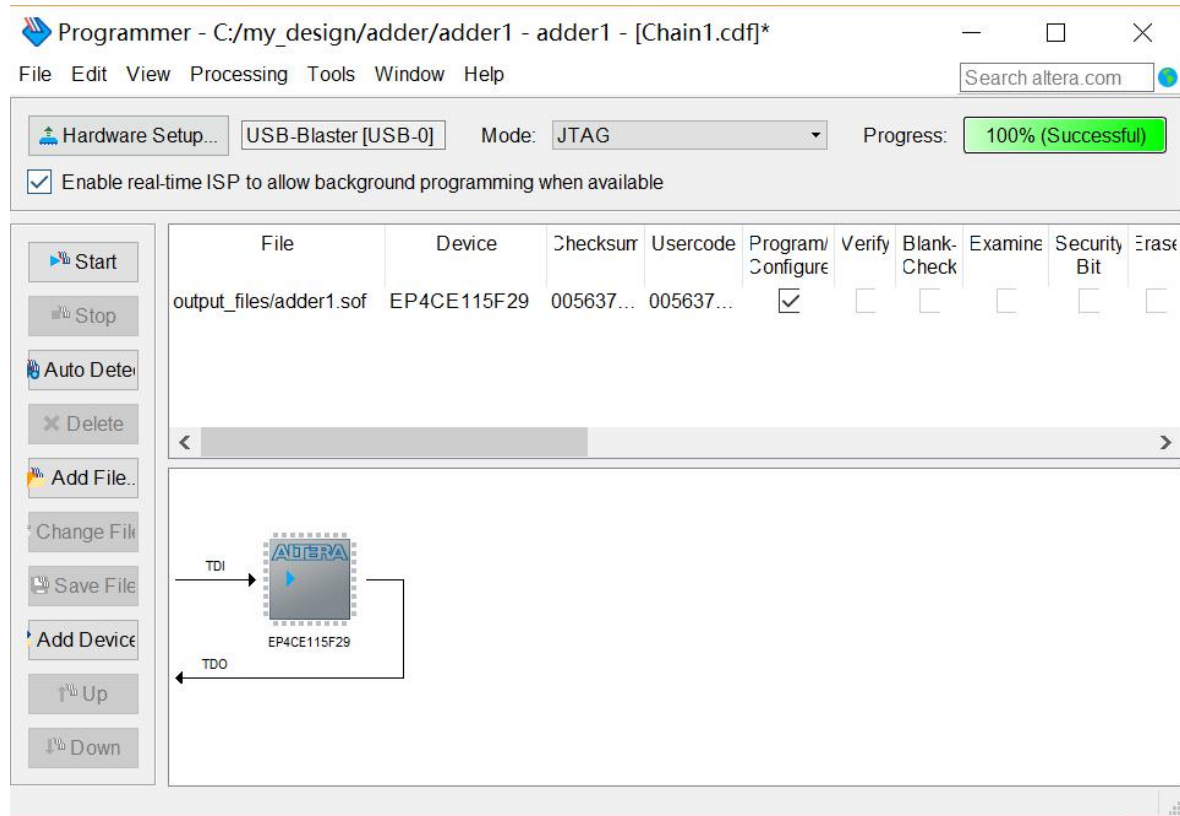 Programmer - C:/my_design/adder/adder1 - adder1 - [Chain1.cdf]*
File Edit View Processing Tools Window Help
Search altera.com
Hardware Setup... USB-Blaster [USB-0] Mode: JTAG Progress: 100% (Successful)
Enable real-time ISP to allow background programming when available
File Device Checksum Usercode Program/ Verify Blank- Examine Security Erase
Configure Check Bit
output_files/adder1.sof EP4CE115F29 005637... 005637...
Start
Stop
Auto Dete
Delete
Add File..
Change File
Save File
Add Device
Up
Down
ALTERA
TDI
EP4CE115F29
TDO